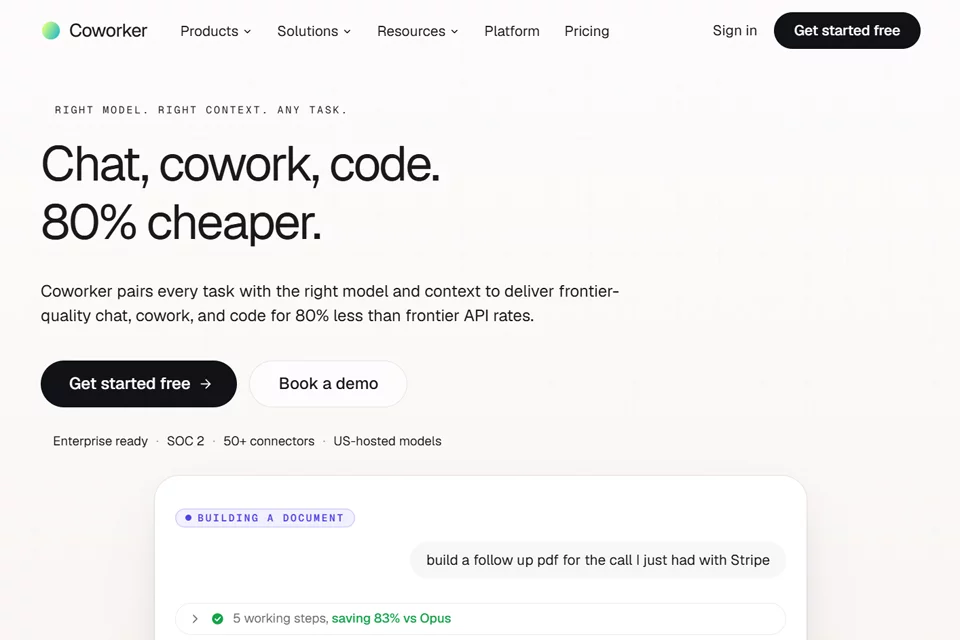 Coworker
Products
Solutions
Resources
Platform
Pricing
Sign in
Get started free
RIGHT MODEL. RIGHT CONTEXT. ANY TASK.
Chat, cowork, code.
80% cheaper.
Coworker pairs every task with the right model and context to deliver frontier-
quality chat, cowork, and code for 80% less than frontier API rates.
Get started free →
Book a demo
Enterprise ready · SOC 2 · 50+ connectors · US-hosted models
BUILDING A DOCUMENT
build a follow up pdf for the call I just had with Stripe
5 working steps, saving 83% vs Opus